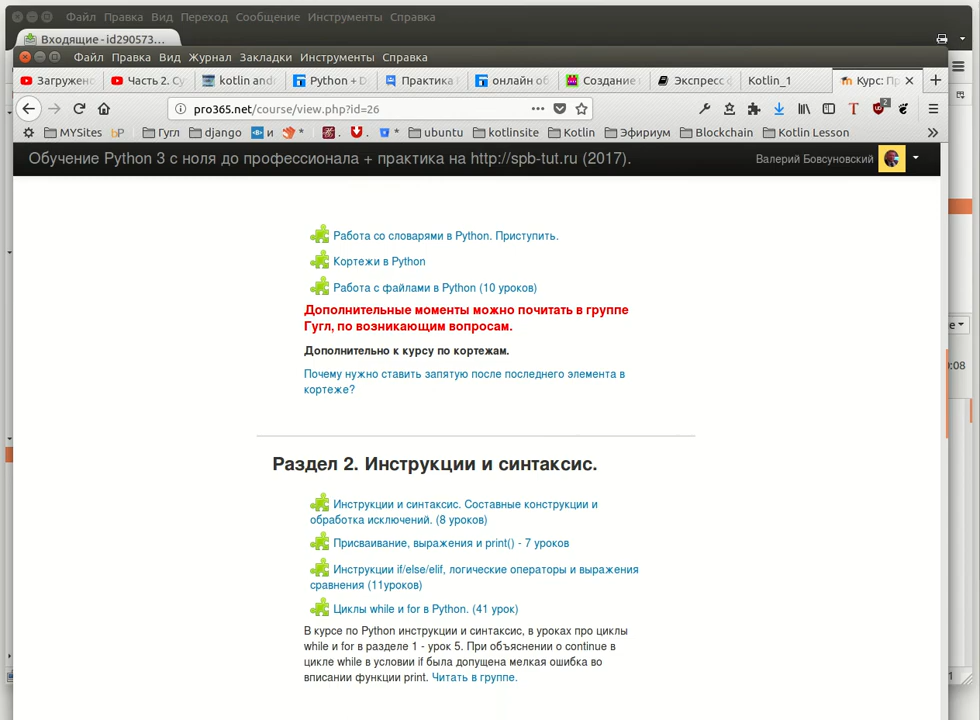 Файл Правка Вид Переход Сообщение Инструменты Справка
Входящие - id290573...
Файл Правка Вид Журнал Закладки Инструменты Справка
Загружено
Часть 2. Су
kotlin andr
Python + D
Практика
онлайн об
Создание
Экспресс ф
Kotlin_1
Курс: Пр
pro365.net/course/view.php?id=26
2
MYSites
Гугл
django
и
ubuntu
kotlinsite
Kotlin
Эфириум
Blockchain
Kotlin Lesson
Обучение Python 3 с ноля до профессионала + практика на http://spb-tut.ru (2017).
Валерий Бовсуновский
Работа со словарями в Python. Приступить.
Кортежи в Python
Работа с файлами в Python (10 уроков)
Дополнительные моменты можно почитать в группе
Гугл, по возникающим вопросам.
Дополнительно к курсу по кортежам.
Почему нужно ставить запятую после последнего элемента в
кортеже?
Раздел 2. Инструкции и синтаксис.
Инструкции и синтаксис. Составные конструкции и
обработка исключений. (8 уроков)
Присваивание, выражения и print() - 7 уроков
Инструкции if/else/elif, логические операторы и выражения
сравнения (11уроков)
Циклы while и for в Python. (41 урок)
В курсе по Python инструкции и синтаксис, в уроках про циклы
while и for в разделе 1 - урок 5. При объяснении о continue в
цикле while в условии if была допущена мелкая ошибка во
вписании функции print. Читать в группе.